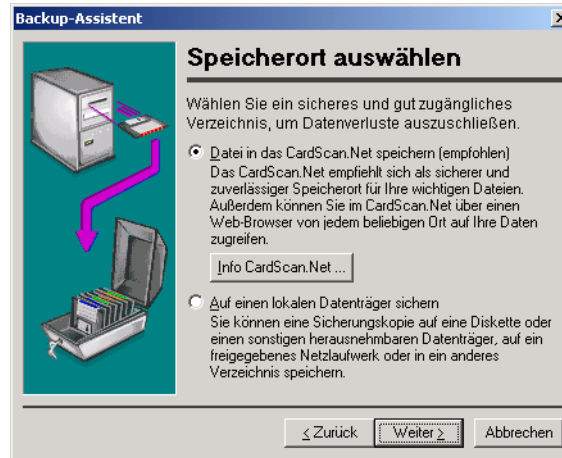 Backup-Assistent
Speicherort auswählen
Wählen Sie ein sicheres und gut zugängliches
Verzeichnis, um Datenverluste auszuschließen.
Datei in das CardScan.Net speichern (empfohlen)
Das CardScan.Net empfiehlt sich als sicherer und
zuverlässiger Speicherort für Ihre wichtigen Dateien.
Außerdem können Sie im CardScan.Net über einen
Web-Browser von jedem beliebigen Ort auf Ihre Daten
zugreifen.
Info CardScan.Net ...
Auf einen lokalen Datenträger sichern
Sie können eine Sicherungskopie auf eine Diskette oder
einen sonstigen herausnehmbaren Datenträger, auf ein
freigegebenes Netzlaufwerk oder in ein anderes
Verzeichnis speichern.
< Zurück
Weiter >
Abbrechen